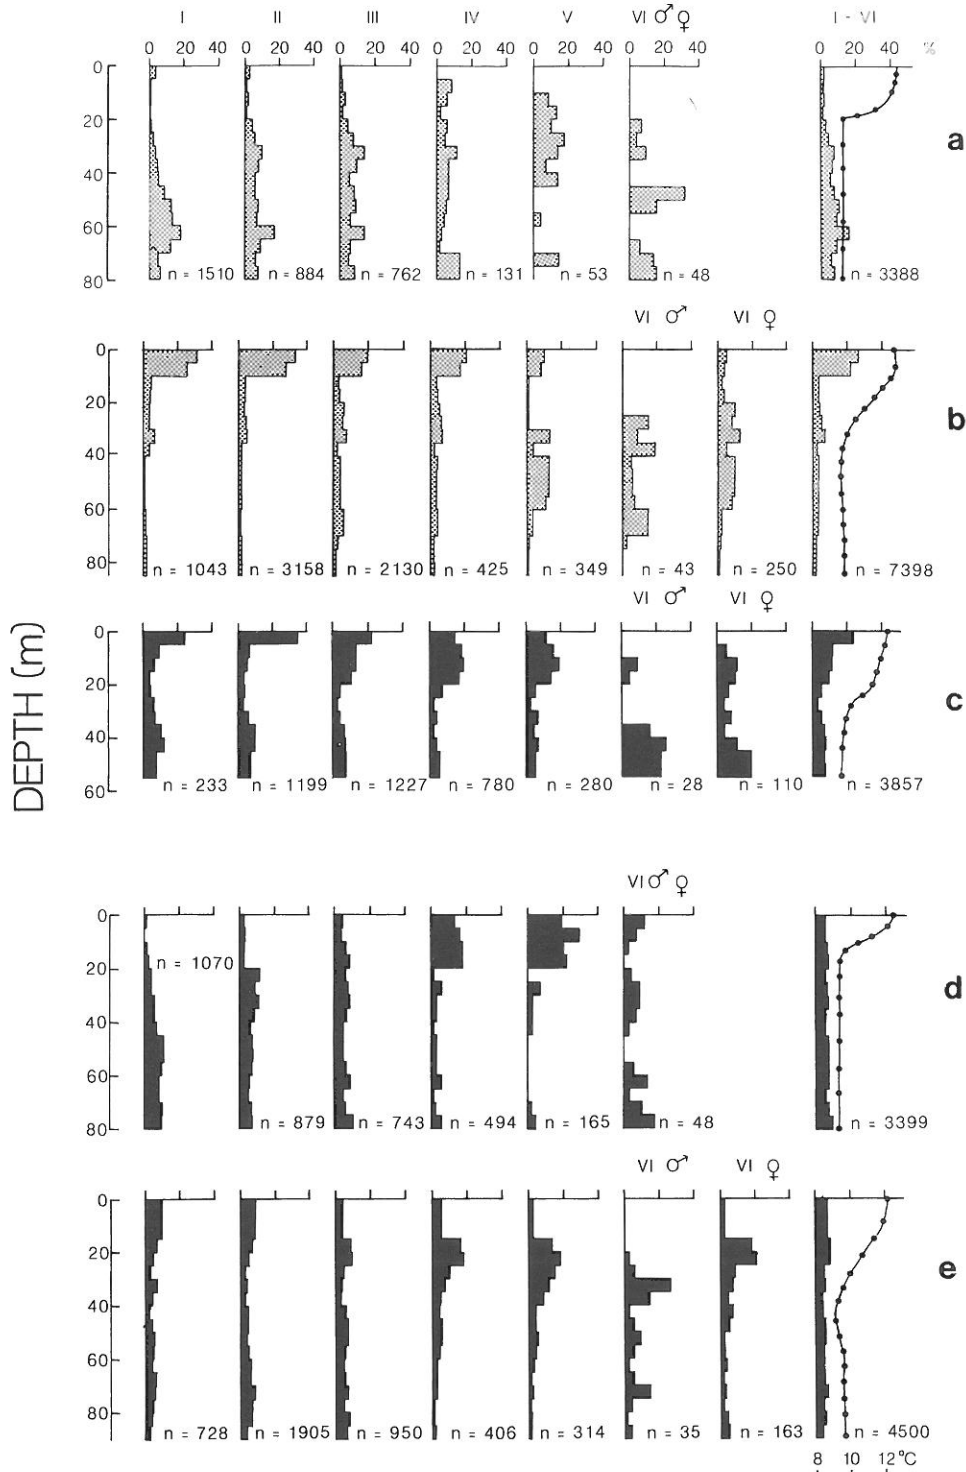 I II III IV V VI ♂ ♀ I - VI
0 20 40 0 20 40 0 20 40 0 20 40 0 20 40 0 20 40 0 20 40 %
0
20
40
60
80
n = 1510 n = 884 n = 762 n = 131 n = 53 n = 48 n = 3388
a
VI ♂ VI ♀
0
20
40
60
80
n = 1043 n = 3158 n = 2130 n = 425 n = 349 n = 43 n = 250 n = 7398
b
VI ♂ VI ♀
0
20
40
60
n = 233 n = 1199 n = 1227 n = 780 n = 280 n = 28 n = 110 n = 3857
c
DEPTH (m)
VI ♂ ♀
0
20
40
60
80
n = 1070
n = 879 n = 743 n = 494 n = 165 n = 48 n = 3399
d
VI ♂ VI ♀
0
20
40
60
80
n = 728 n = 1905 n = 950 n = 406 n = 314 n = 35 n = 163 n = 4500
e
8 10 12 °C